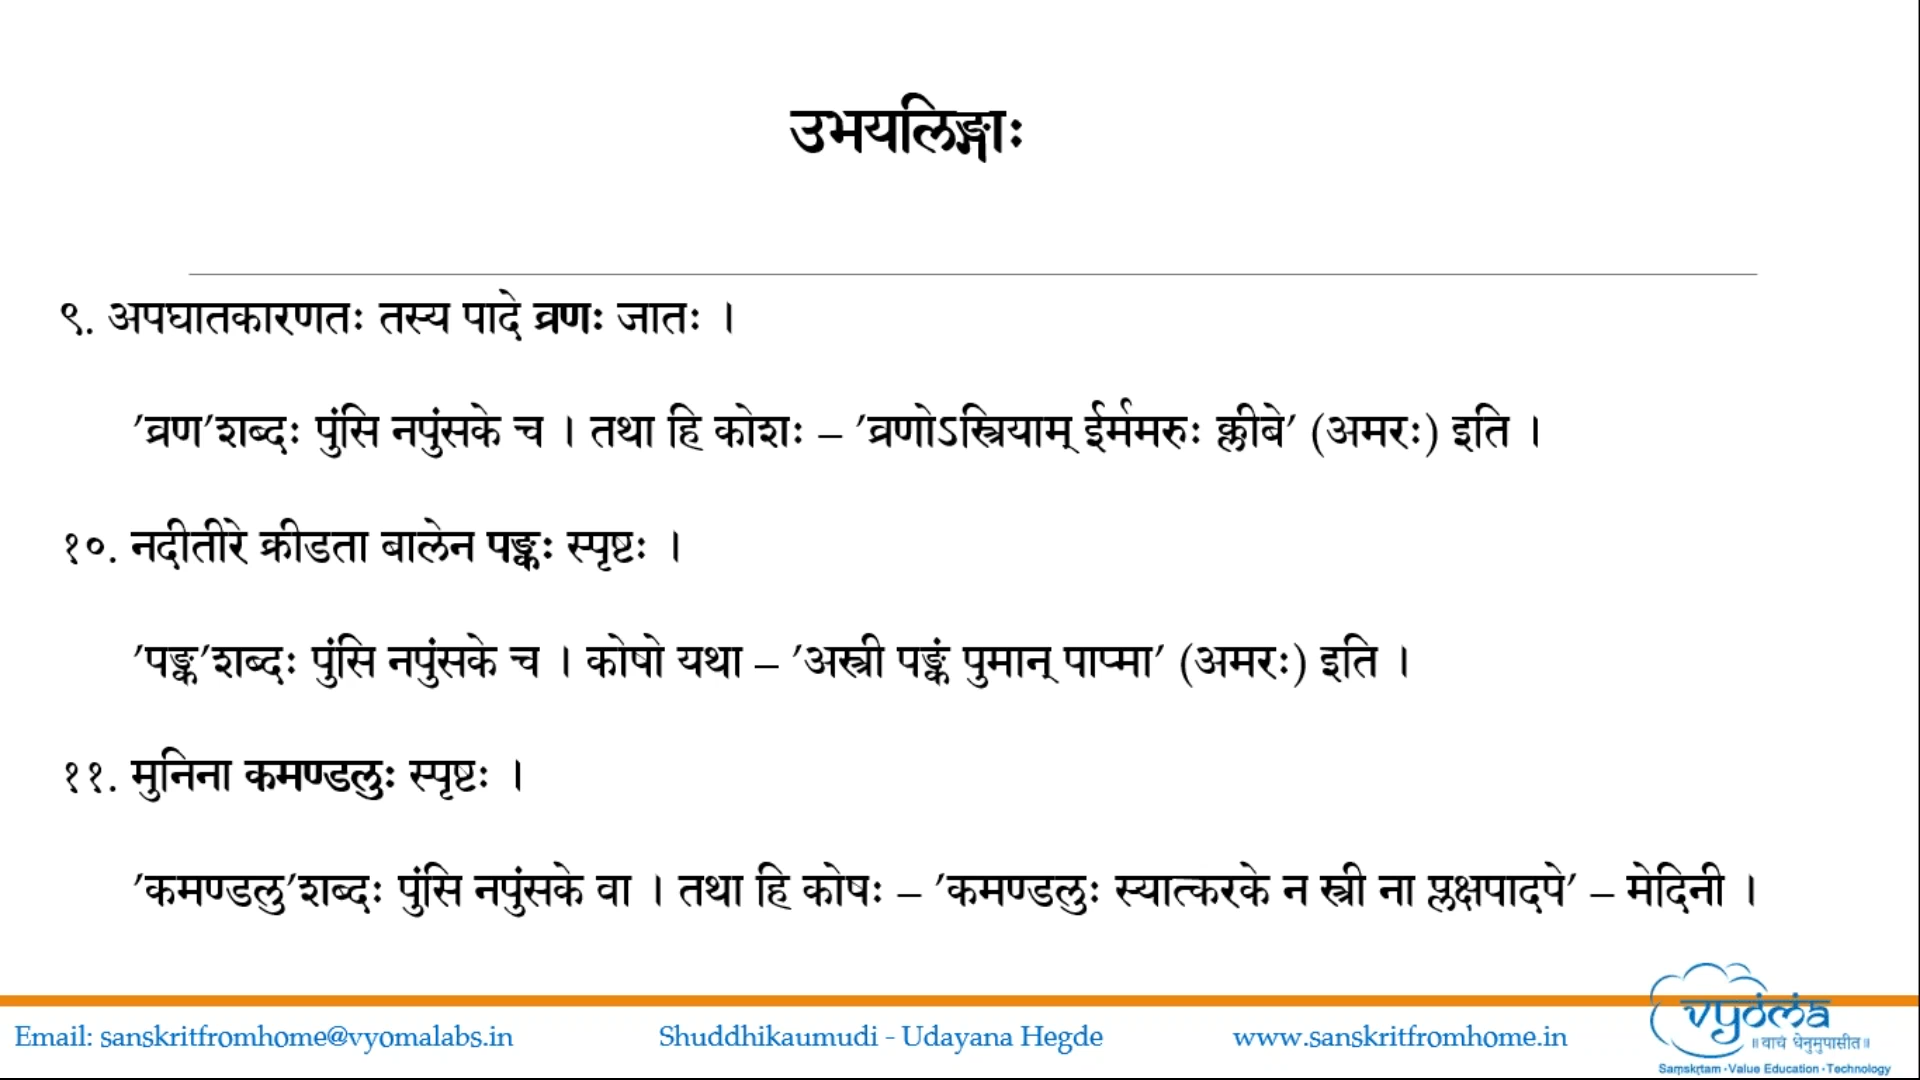 उभयलिङ्गाः
९. अपघातकारणतः तस्य पादे व्रणः जातः ।
’व्रण’शब्दः पुंसि नपुंसके च । तथा हि कोशः – ’व्रणोऽस्त्रियाम् ईर्ममरुः क्लीबे’ (अमरः) इति ।
१०. नदीतीरे क्रीडता बालेन पङ्कः स्पृष्टः ।
’पङ्क’शब्दः पुंसि नपुंसके च । कोषो यथा – ’अस्त्री पङ्कं पुमान् पाप्मा’ (अमरः) इति ।
११. मुनिना कमण्डलुः स्पृष्टः ।
’कमण्डलु’शब्दः पुंसि नपुंसके वा । तथा हि कोषः – ’कमण्डलुः स्यात्करके न स्त्री ना प्लक्षपादपे’ – मेदिनी ।
vyoma
॥वाचं धेनुमुपासीत॥
Saṃskṛtam · Value Education · Technology
Email: sanskritfromhome@vyomalabs.in Shuddhikaumudi - Udayana Hegde www.sanskritfromhome.in